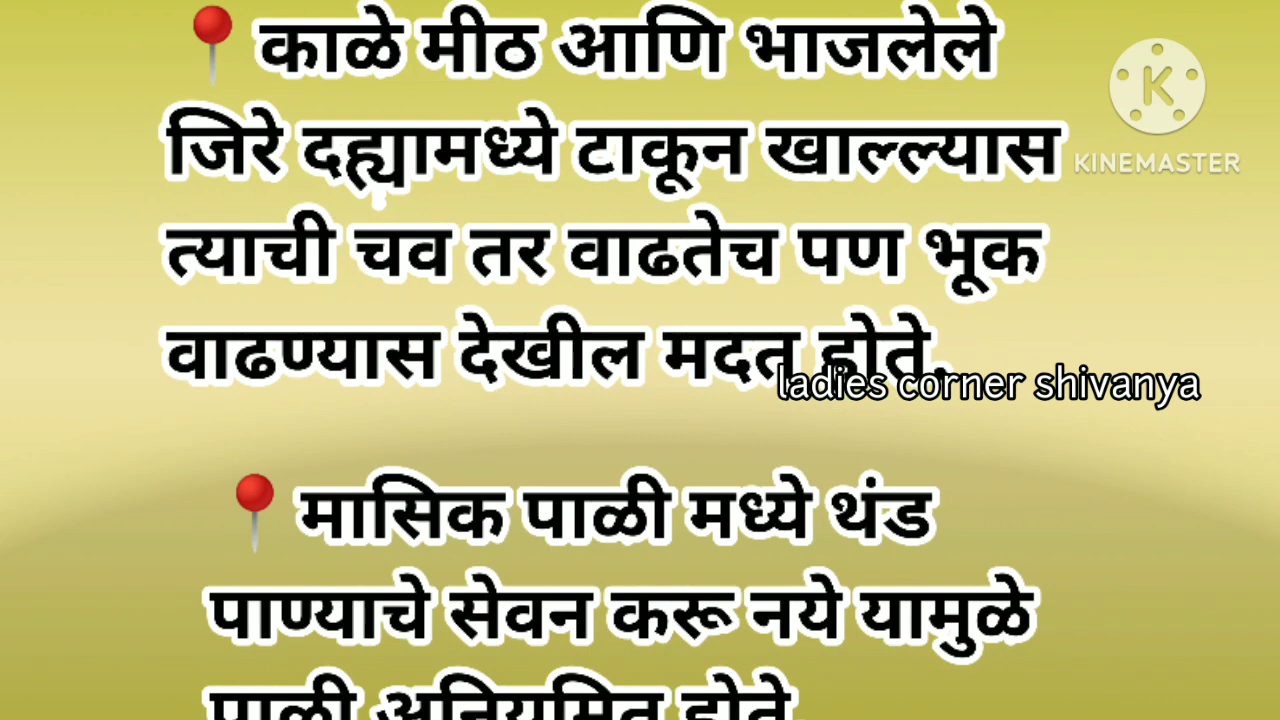 काळे मीठ आणि भाजलेले
जिरे दह्यामध्ये टाकून खाल्ल्यास
त्याची चव तर वाढतेच पण भूक
वाढण्यास देखील मदत होते.
मासिक पाळी मध्ये थंड
पाण्याचे सेवन करू नये यामुळे
पाळी अनियमित होते.
K
KINEMASTER
ladies corner shivanya